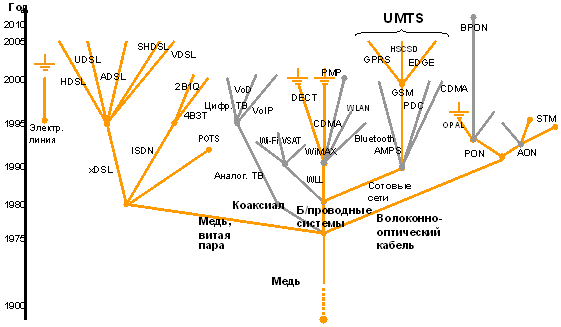 Год
UMTS
2010
BPON
2005
SHDSL
HSCSD
UDSL
VDSL
GPRS
EDGE
ADSL
PMP
2000
HDSL
2B1Q
VoD
CDMA
Цифр. ТВ
DECT
VoIP
WLAN
PDC
GSM
4B3T
CDMA
STM
1995
OPAL
Электр.
линия
POTS
Wi-Fi
VSAT
Bluetooth
ISDN
WiMAX
AMPS
PON
AON
1990
xDSL
Аналог. ТВ
WLL
Сотовые
сети
1980
Коаксиал
Б/проводные
системы
Медь,
витая
пара
Волоконно-
оптический
кабель
1975
Медь
1900